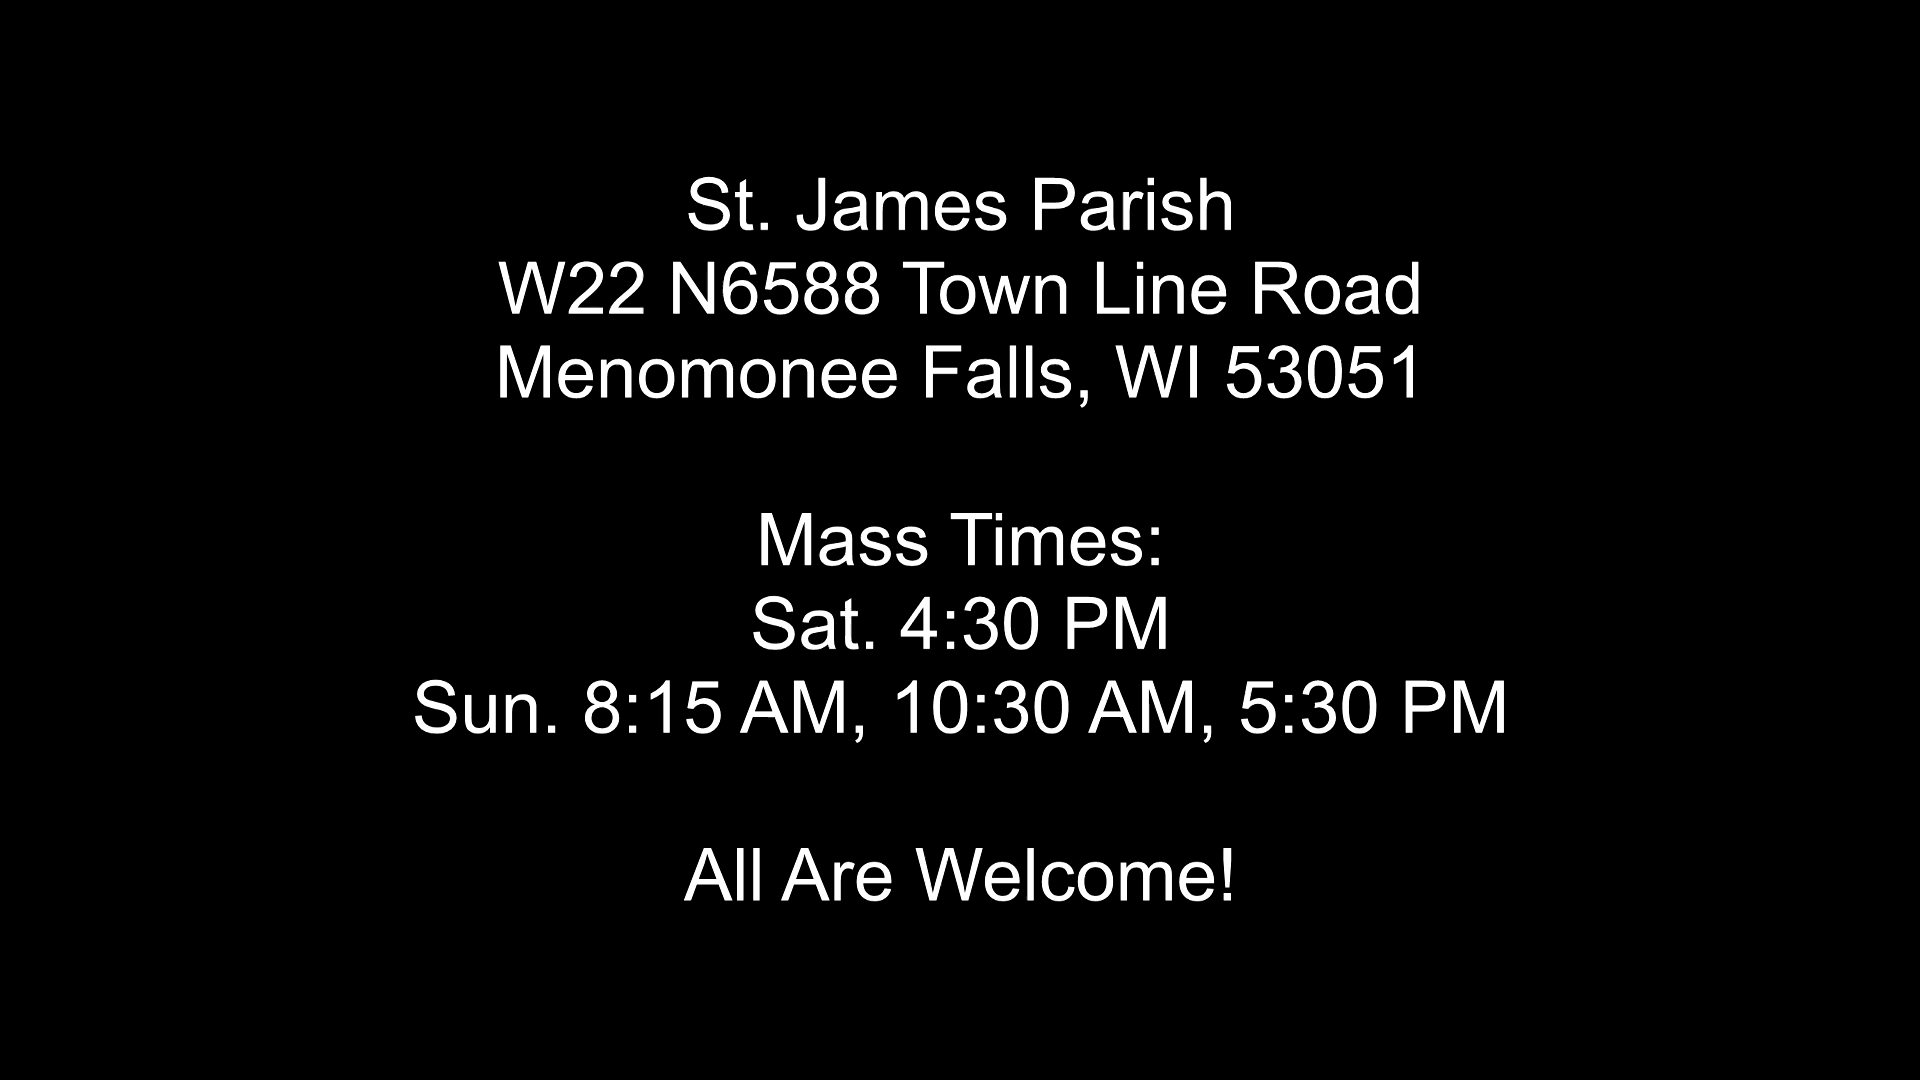 St. James Parish
W22 N6588 Town Line Road
Menomonee Falls, WI 53051
Mass Times:
Sat. 4:30 PM
Sun. 8:15 AM, 10:30 AM, 5:30 PM
All Are Welcome!